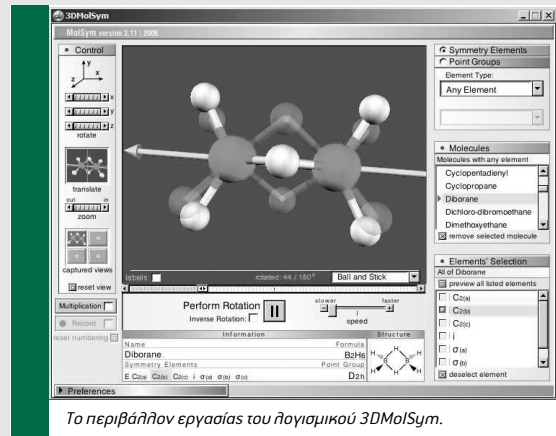 3DMolSym
MolSym version 2.11 | 2006
Control
y
z x
x
y
z
rotate
translate
out in
zoom
captured views
reset view
Multiplication
Record
reset numbering
Preferences
labels:
rotated: 44 / 180°
Ball and Stick
Perform Rotation
Inverse Rotation:
slower faster
speed
Information
Structure
Name Formula
Diborane B2H6
Symmetry Elements Point Group
E C2(a) C2(b) C2(c) i σ(a) σ(b) σ(c) D2h
H H H
B B
H H H
Symmetry Elements
Point Groups
Element Type:
Any Element
Molecules
Molecules with any element
Cyclopentadienyl
Cyclopropane
Diborane
Dichloro-dibromoethane
Dimethoxyethane
remove selected molecule
Elements' Selection
All of Diborane
preview all listed elements
C2(a)
C2(b)
C2(c)
i
σ(a)
σ(b)
deselect element
Το περιβάλλον εργασίας του λογισμικού 3DMolSym.